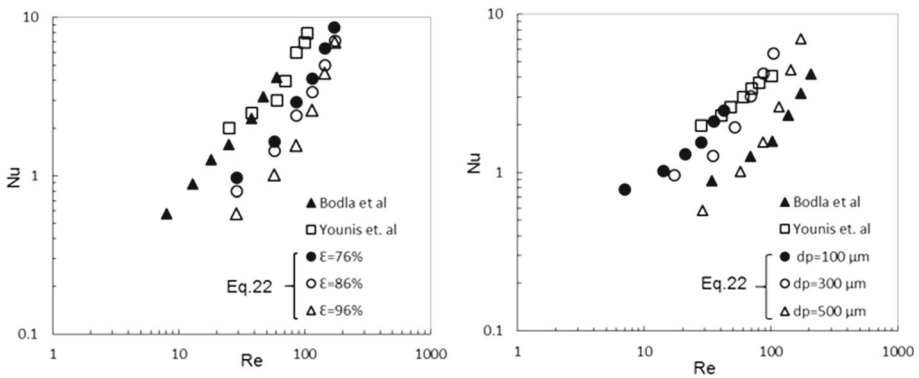 10
Nu
1
0.1
1
10
100
1000
Re
Bodla et al
Younis et. al
Eq.22
Ɛ=76%
Ɛ=86%
Ɛ=96%
10
Nu
1
0.1
1
10
100
1000
Re
Bodla et al
Younis et. al
Eq.22
dp=100 µm
dp=300 µm
dp=500 µm